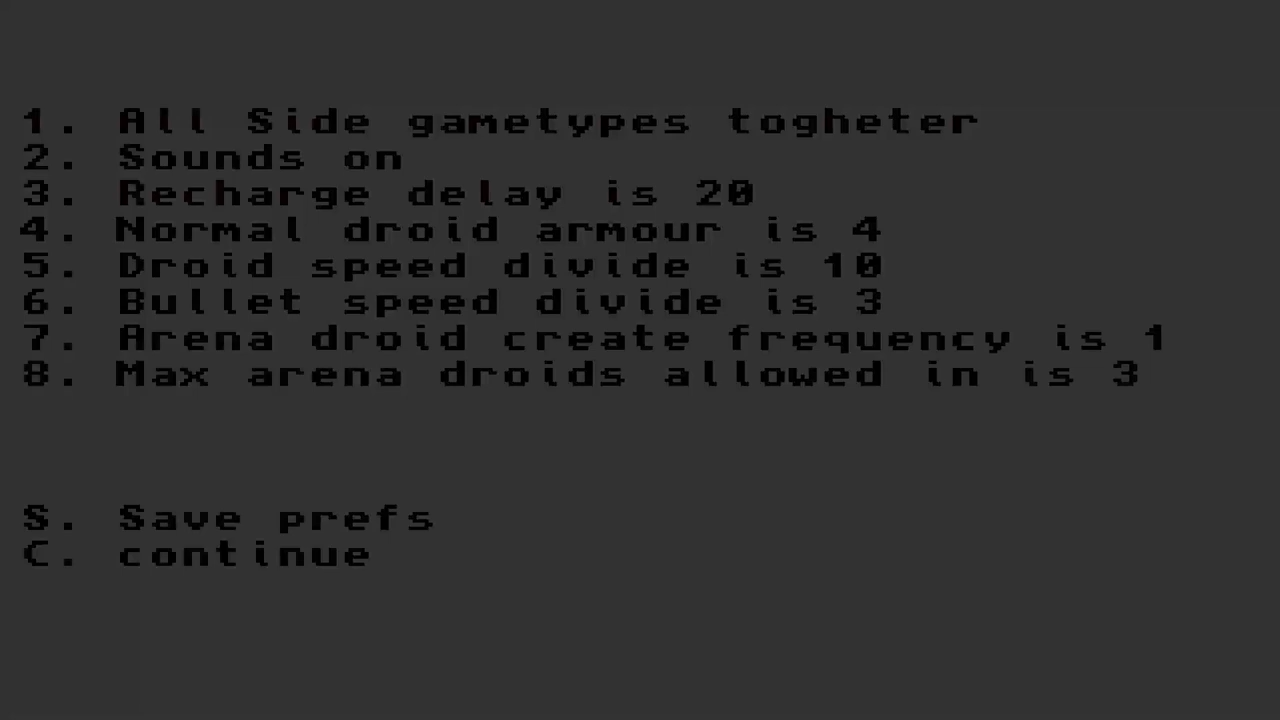 1. All Side gametypes togheter
2. Sounds on
3. Recharge delay is 20
4. Normal droid armour is 4
5. Droid speed divide is 10
6. Bullet speed divide is 3
7. Arena droid create frequency is 1
8. Max arena droids allowed in is 3
S. Save prefs
C. continue